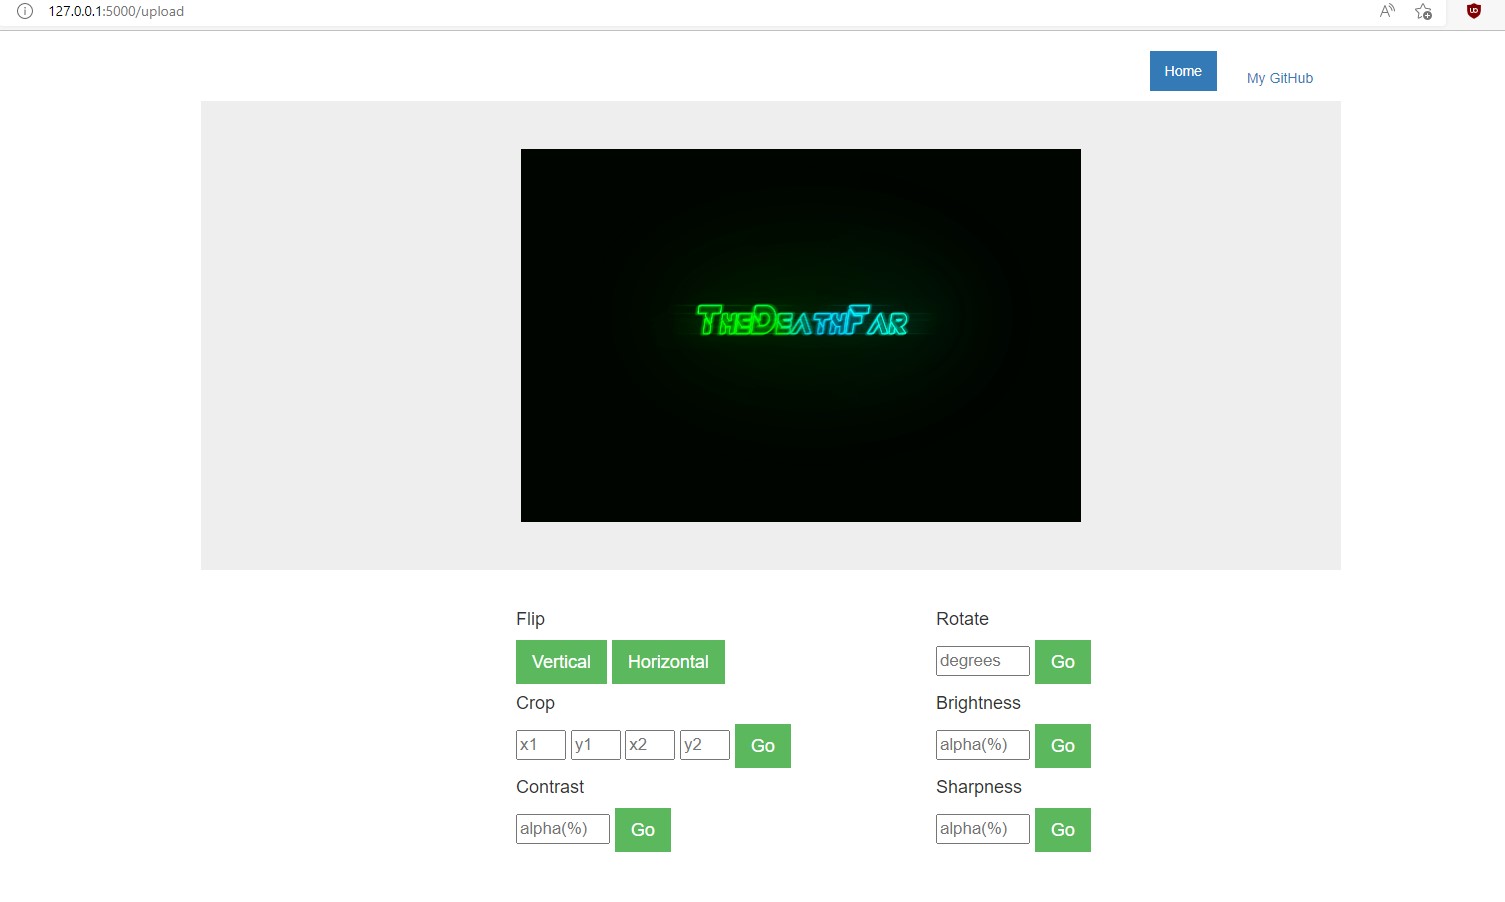 127.0.0.1:5000/upload
Home My GitHub
TheDeathFar
Flip Rotate
Vertical Horizontal degrees Go
Crop Brightness
x1 y1 x2 y2 Go alpha(%) Go
Contrast Sharpness
alpha(%) Go alpha(%) Go